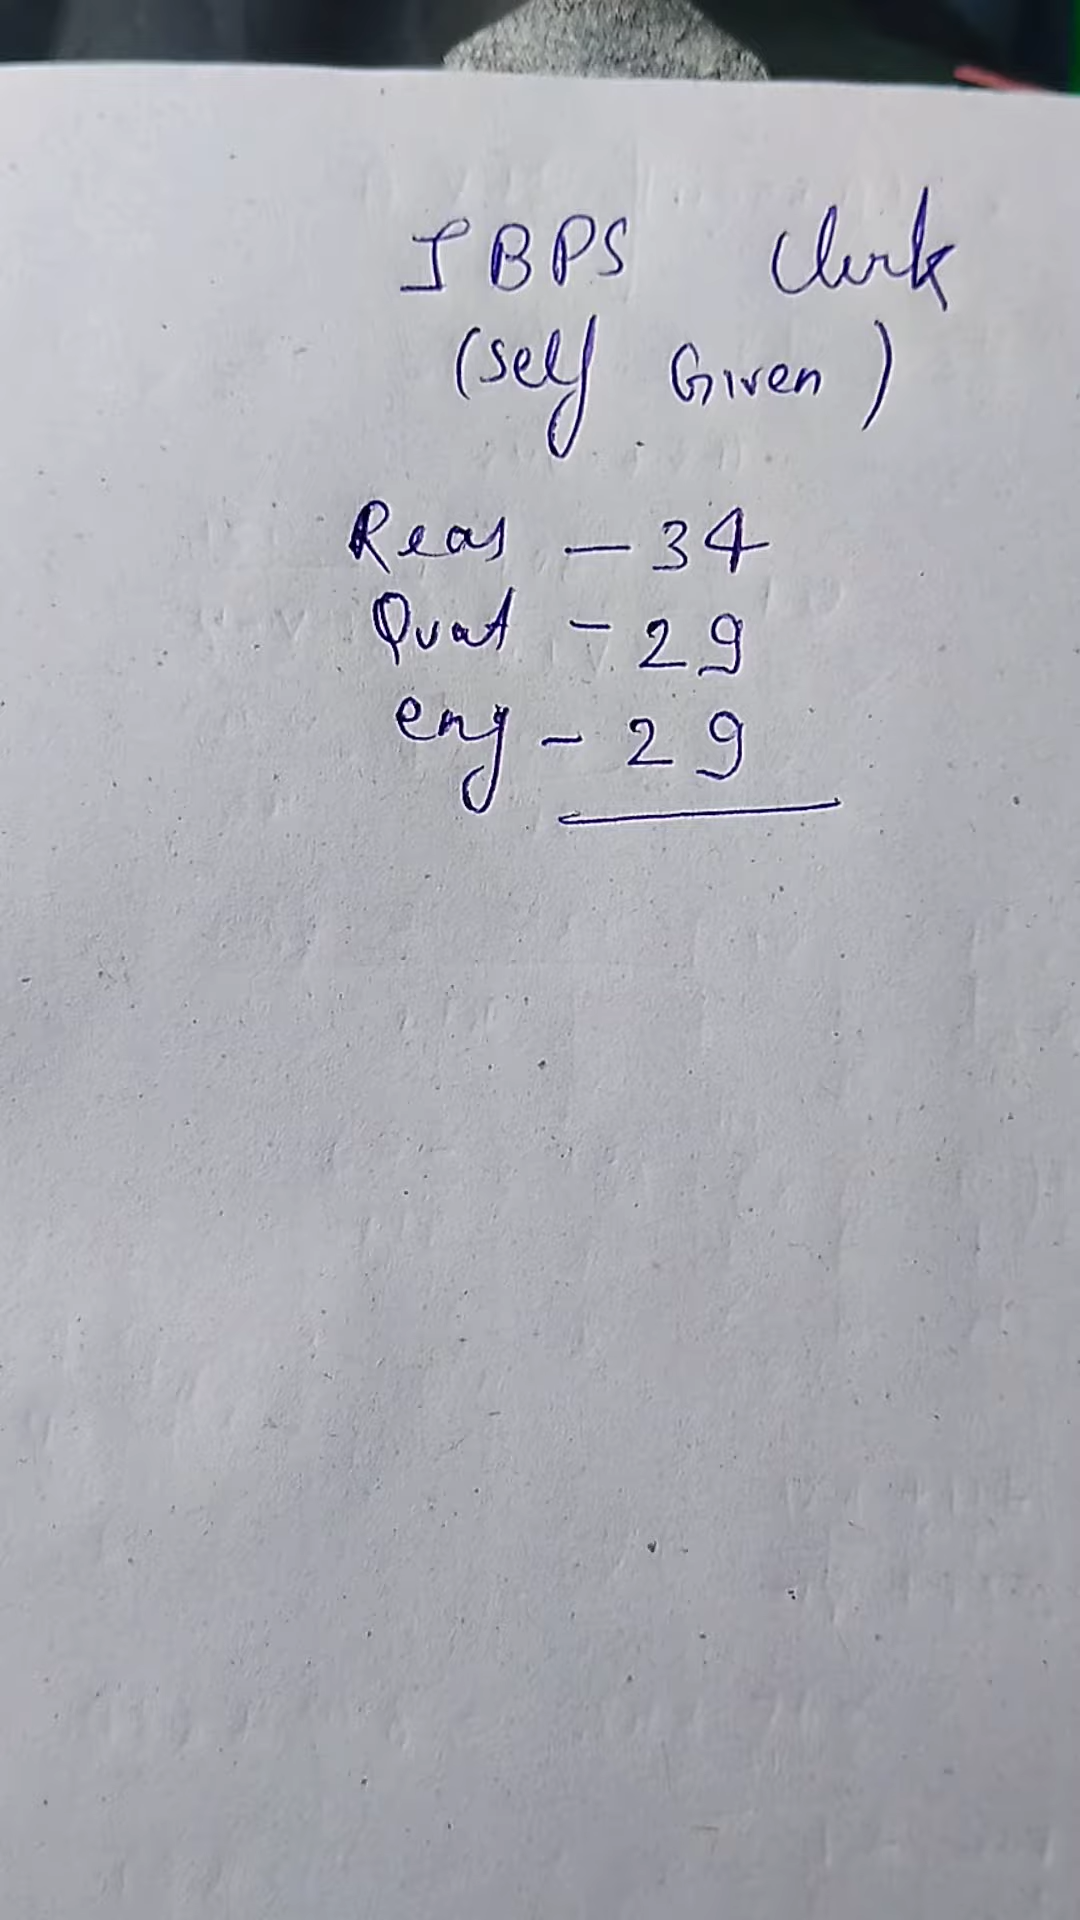 IBPS Clerk
(Self Given)
Reas - 34
Quat - 29
eng - 29